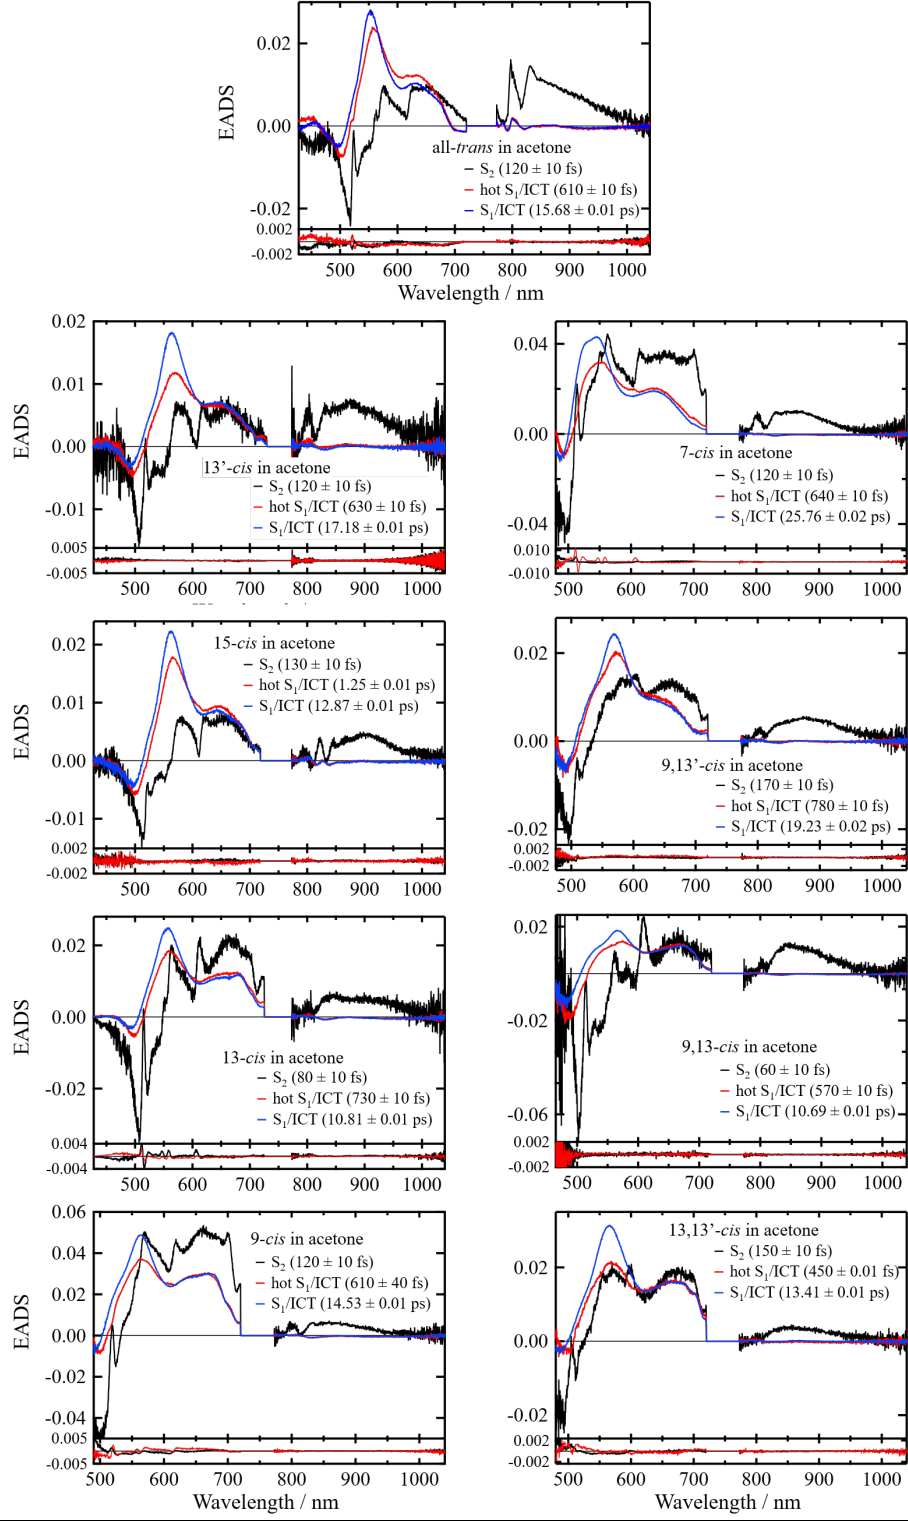 EADS
0.02
0.00
-0.02
all-trans in acetone
S2 (120 ± 10 fs)
hot S1/ICT (610 ± 10 fs)
S1/ICT (15.68 ± 0.01 ps)
0.002
-0.002
500 600 700 800 900 1000
Wavelength / nm
EADS
0.02
0.01
0.00
-0.01
13’-cis in acetone
S2 (120 ± 10 fs)
hot S1/ICT (630 ± 10 fs)
S1/ICT (17.18 ± 0.01 ps)
0.005
-0.005
500 600 700 800 900 1000
0.04
0.00
-0.04
7-cis in acetone
S2 (120 ± 10 fs)
hot S1/ICT (640 ± 10 fs)
S1/ICT (25.76 ± 0.02 ps)
0.010
-0.010
500 600 700 800 900 1000
EADS
0.02
0.01
0.00
-0.01
15-cis in acetone
S2 (130 ± 10 fs)
hot S1/ICT (1.25 ± 0.01 ps)
S1/ICT (12.87 ± 0.01 ps)
0.002
-0.002
500 600 700 800 900 1000
0.02
0.00
-0.02
9,13’-cis in acetone
S2 (170 ± 10 fs)
hot S1/ICT (780 ± 10 fs)
S1/ICT (19.23 ± 0.02 ps)
0.002
-0.002
500 600 700 800 900 1000
EADS
0.02
0.00
-0.02
13-cis in acetone
S2 (80 ± 10 fs)
hot S1/ICT (730 ± 10 fs)
S1/ICT (10.81 ± 0.01 ps)
0.004
-0.004
500 600 700 800 900 1000
0.02
-0.02
-0.06
9,13-cis in acetone
S2 (60 ± 10 fs)
hot S1/ICT (570 ± 10 fs)
S1/ICT (10.69 ± 0.01 ps)
0.002
-0.002
500 600 700 800 900 1000
EADS
0.06
0.04
0.02
0.00
-0.02
-0.04
9-cis in acetone
S2 (120 ± 10 fs)
hot S1/ICT (610 ± 40 fs)
S1/ICT (14.53 ± 0.01 ps)
0.005
-0.005
500 600 700 800 900 1000
Wavelength / nm
0.02
0.00
-0.02
13,13’-cis in acetone
S2 (150 ± 10 fs)
hot S1/ICT (450 ± 0.01 fs)
S1/ICT (13.41 ± 0.01 ps)
0.002
-0.002
500 600 700 800 900 1000
Wavelength / nm